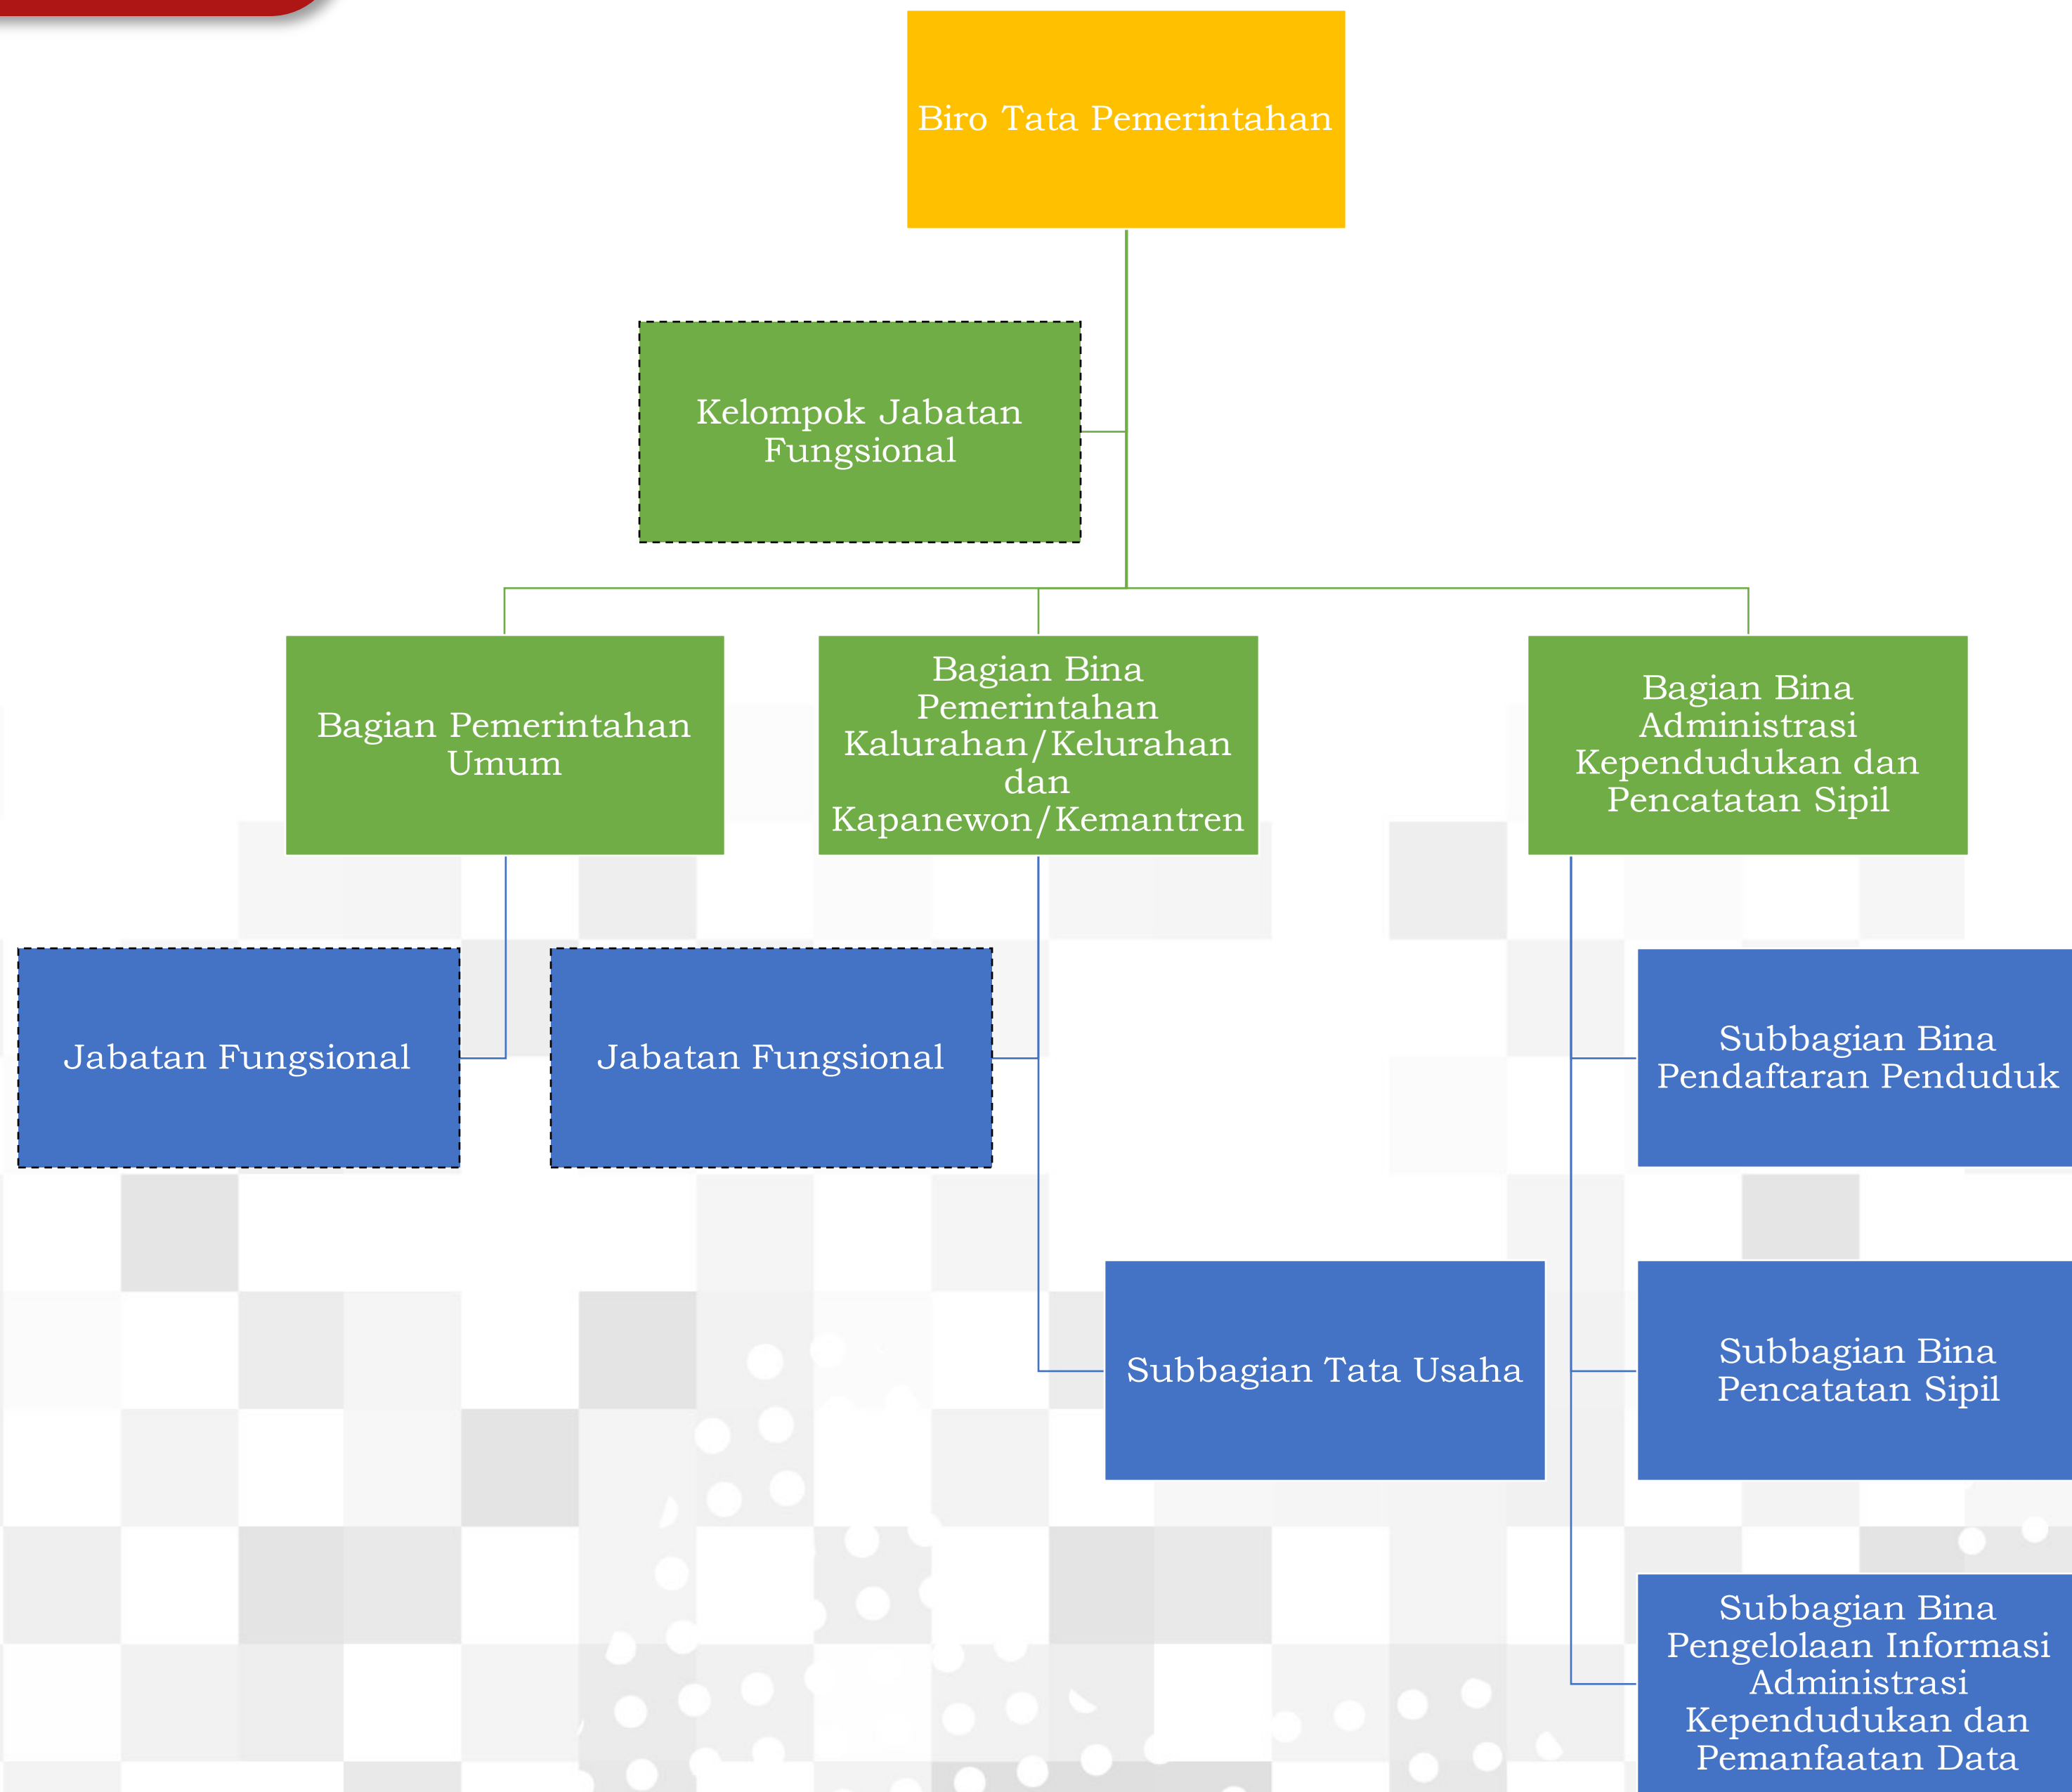 Biro Tata Pemerintahan
Kelompok Jabatan
Fungsional
Bagian Pemerintahan
Umum
Bagian Bina
Pemerintahan
Kalurahan/Kelurahan
dan
Kapanewon/Kemantren
Bagian Bina
Administrasi
Kependudukan dan
Pencatatan Sipil
Jabatan Fungsional
Jabatan Fungsional
Subbagian Bina
Pendaftaran Penduduk
Subbagian Tata Usaha
Subbagian Bina
Pencatatan Sipil
Subbagian Bina
Pengelolaan Informasi
Administrasi
Kependudukan dan
Pemanfaatan Data